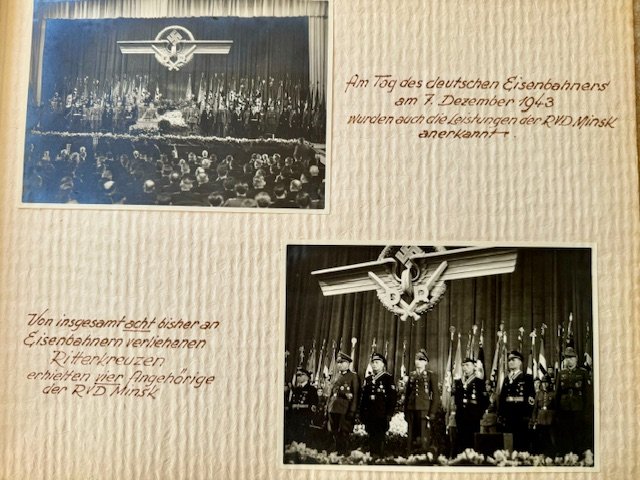 Am Tag des deutschen Eisenbahners
am 7. Dezember 1943
wurden auch die Leistungen der RVD Minsk
anerkannt.
Von insgesamt acht bisher an
Eisenbahnern verliehenen
Ritterkreuzen
erhielten vier Angehörige
der RVD Minsk